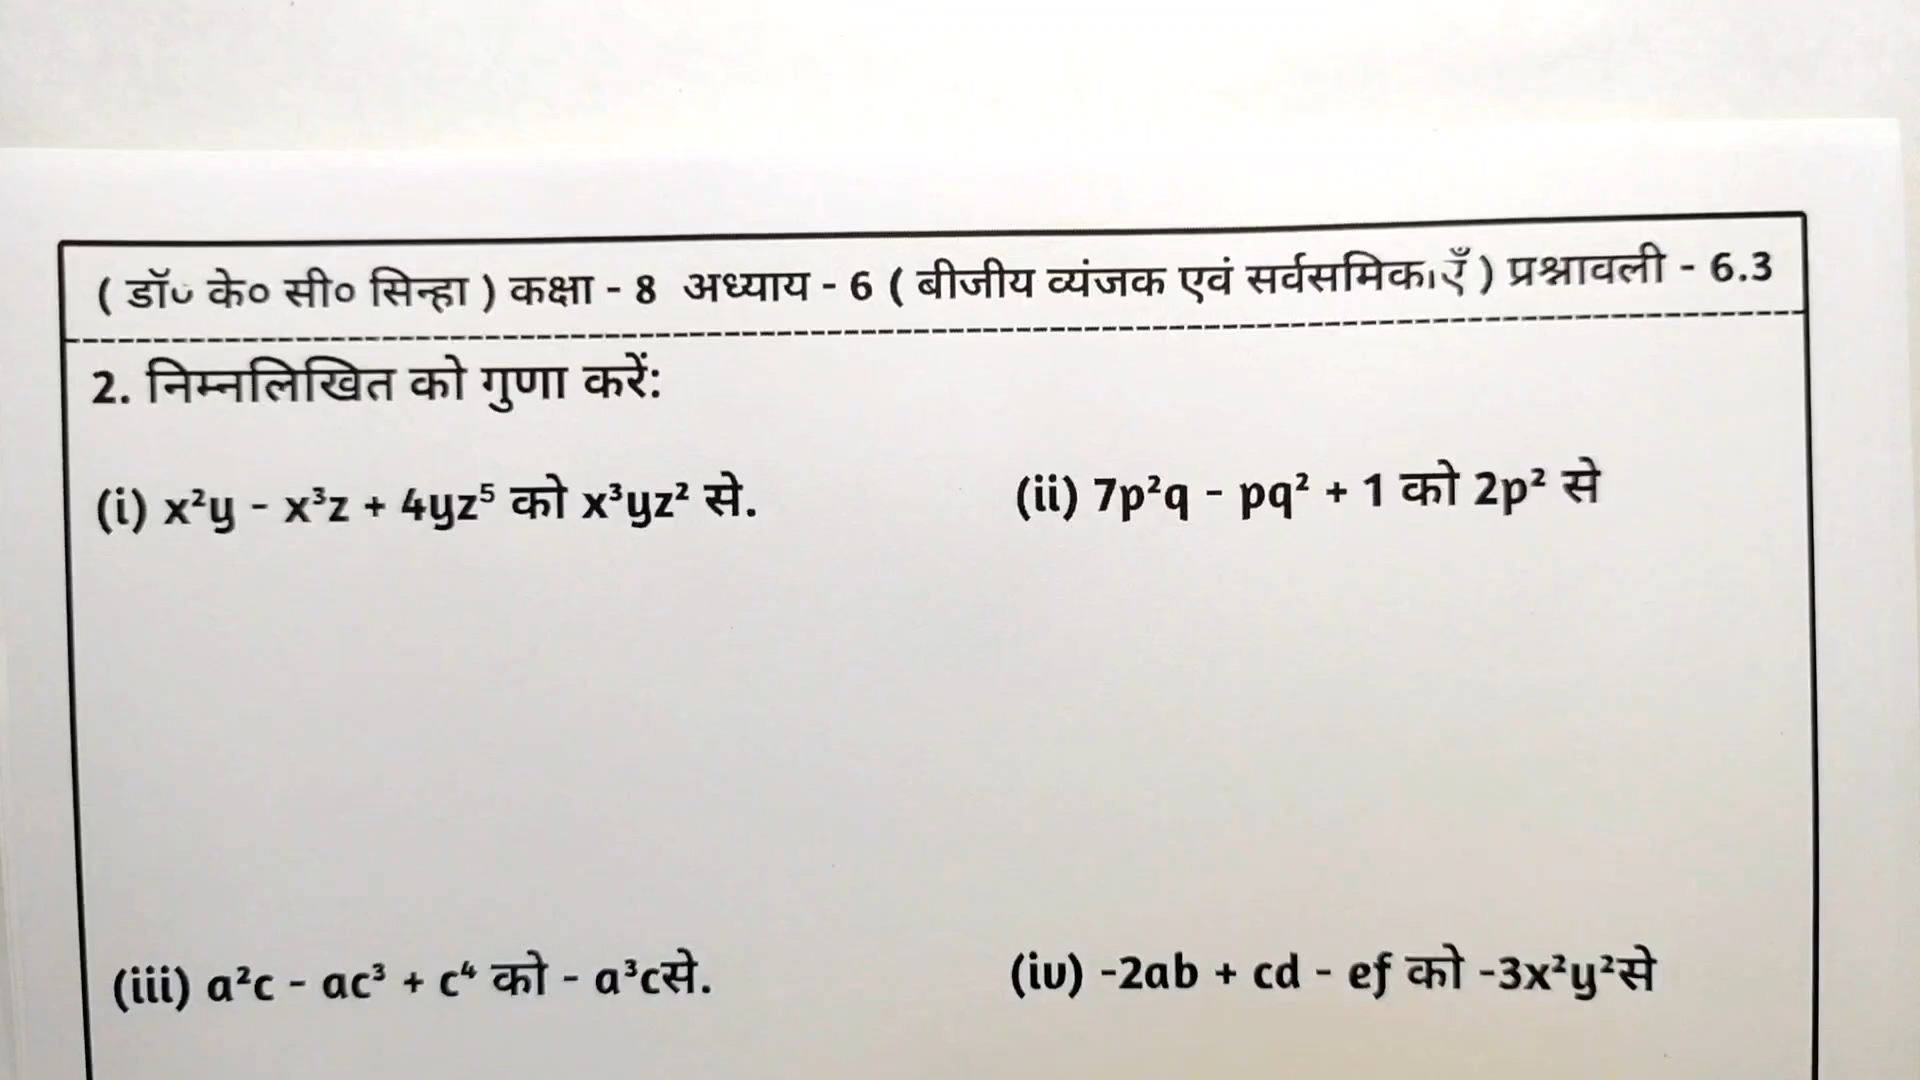 ( डॉ० के० सी० सिन्हा ) कक्षा - 8 अध्याय - 6 ( बीजीय व्यंजक एवं सर्वसमिकाएँ ) प्रश्नावली - 6.3
2. निम्नलिखित को गुणा करें:
(i) x²y - x³z + 4yz⁵ को x³yz² से.
(ii) 7p²q - pq² + 1 को 2p² से
(iii) a²c - ac³ + c⁴ को - a³cसे.
(iv) -2ab + cd - ef को -3x²y²से